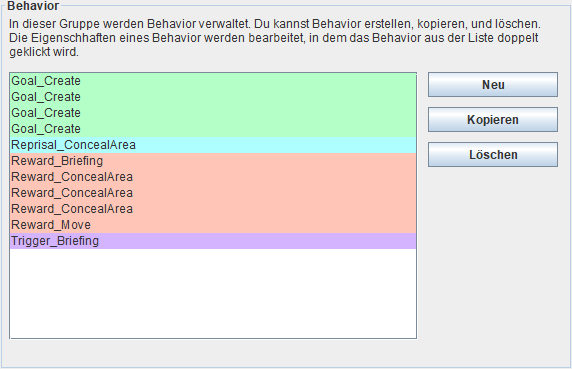 Behavior
In dieser Gruppe werden Behavior verwaltet. Du kannst Behavior erstellen, kopieren, und löschen.
Die Eigenschaften eines Behavior werden bearbeitet, in dem das Behavior aus der Liste doppelt
geklickt wird.
Goal_Create
Goal_Create
Goal_Create
Goal_Create
Reprisal_ConcealArea
Reward_Briefing
Reward_ConcealArea
Reward_ConcealArea
Reward_ConcealArea
Reward_Move
Trigger_Briefing
Neu
Kopieren
Löschen